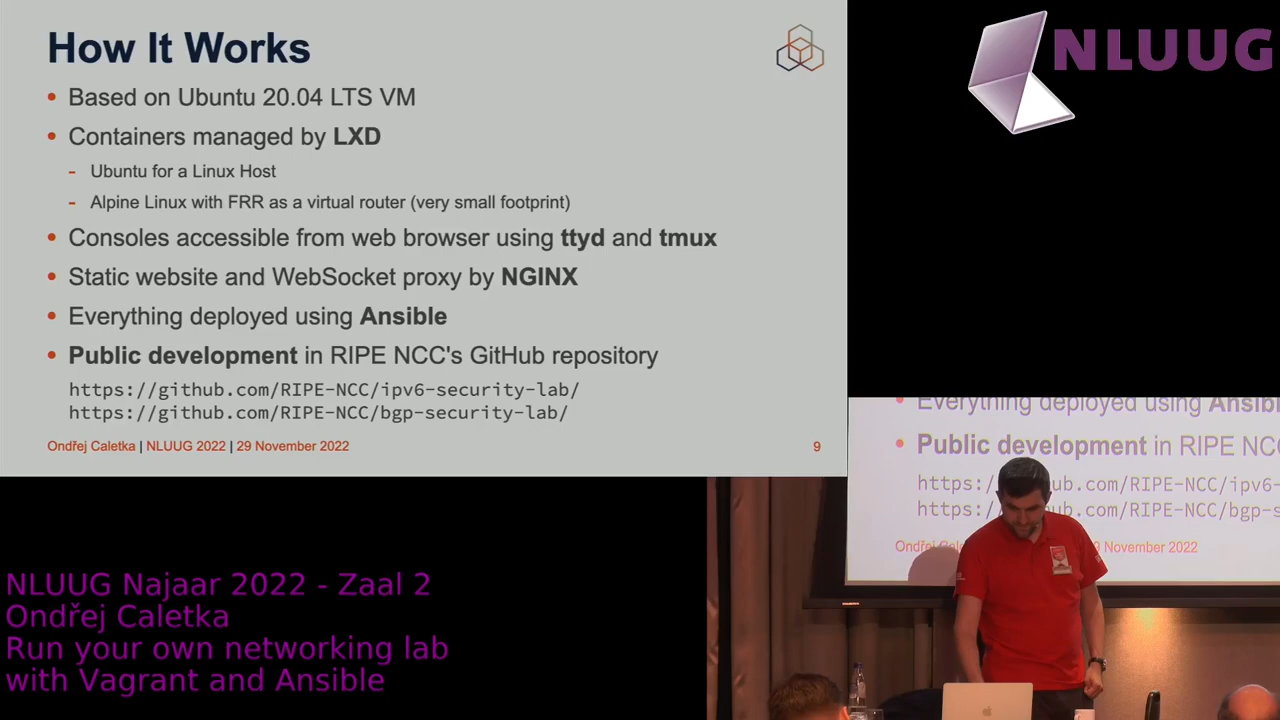 How It Works
• Based on Ubuntu 20.04 LTS VM
• Containers managed by LXD
- Ubuntu for a Linux Host
- Alpine Linux with FRR as a virtual router (very small footprint)
• Consoles accessible from web browser using ttyd and tmux
• Static website and WebSocket proxy by NGINX
• Everything deployed using Ansible
• Public development in RIPE NCC's GitHub repository
https://github.com/RIPE-NCC/ipv6-security-lab/
https://github.com/RIPE-NCC/bgp-security-lab/
Ondřej Caletka | NLUUG 2022 | 29 November 2022
9
NLUUG
• Everything deployed using Ansib
• Public development in RIPE NC
https:/ ub.com/RIPE-NCC/ipv6-
https:/ ub.com/RIPE-NCC/bgp-s
Ondřej Cale 9 November 2022
NLUUG Najaar 2022 - Zaal 2
Ondřej Caletka
Run your own networking lab
with Vagrant and Ansible